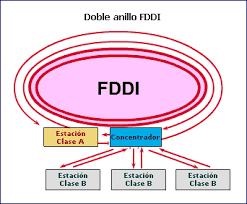 Doble anillo FDDI
FDDI
Estación
Clase A
Concentrador
Estación
Clase B
Estación
Clase B
Estación
Clase B